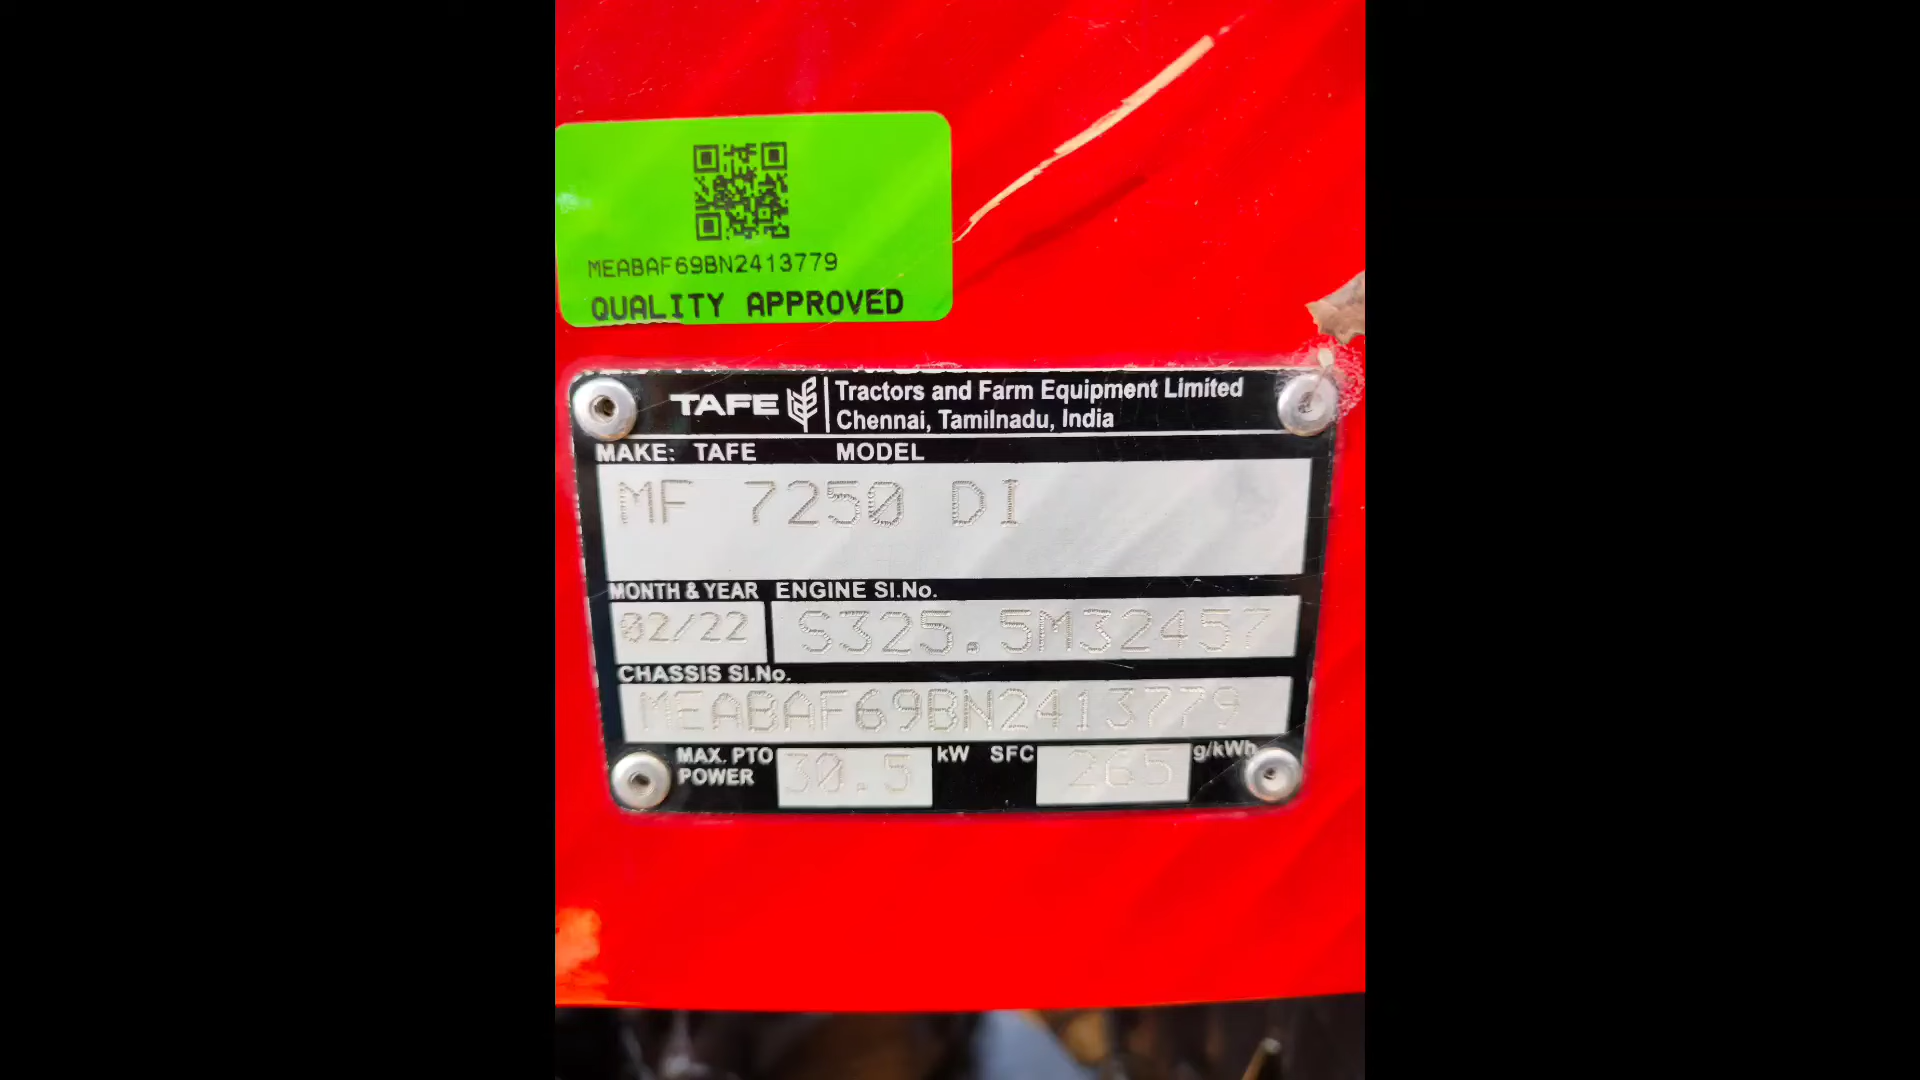 MEABAF69BN2413779
QUALITY APPROVED
TAFE Tractors and Farm Equipment Limited
Chennai, Tamilnadu, India
MAKE: TAFE MODEL
MF 7250 DI
MONTH & YEAR ENGINE Sl.No.
02/22 S325.5M32457
CHASSIS Sl.No.
MEABAF69BN2413779
MAX. PTO POWER 30.5 kW SFC 265 g/kWh